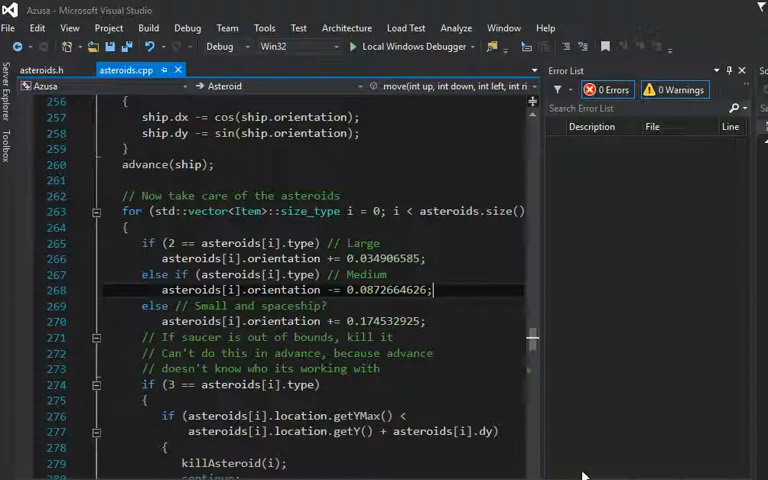 Azusa - Microsoft Visual Studio
File Edit View Project Build Debug Team Tools Test Architecture Load Test Analyze Window Help
Debug Win32 Local Windows Debugger
Server Explorer
Toolbox
asteroids.h asteroids.cpp
Azusa Asteroid move(int up, int down, int left, int ri
256 {
257 ship.dx -= cos(ship.orientation);
258 ship.dy -= sin(ship.orientation);
259 }
260 advance(ship);
261
262 // Now take care of the asteroids
263 for (std::vector<Item>::size_type i = 0; i < asteroids.size()
264 {
265 if (2 == asteroids[i].type) // Large
266 asteroids[i].orientation += 0.034906585;
267 else if (asteroids[i].type) // Medium
268 asteroids[i].orientation -= 0.0872664626;
269 else // Small and spaceship?
270 asteroids[i].orientation += 0.174532925;
271 // If saucer is out of bounds, kill it
272 // Can't do this in advance, because advance
273 // doesn't know who its working with
274 if (3 == asteroids[i].type)
275 {
276 if (asteroids[i].location.getYMax() <
277 asteroids[i].location.getY() + asteroids[i].dy)
278 {
279 killAsteroid(i);
280 continue;
Error List
0 Errors 0 Warnings
Search Error List
Description File Line